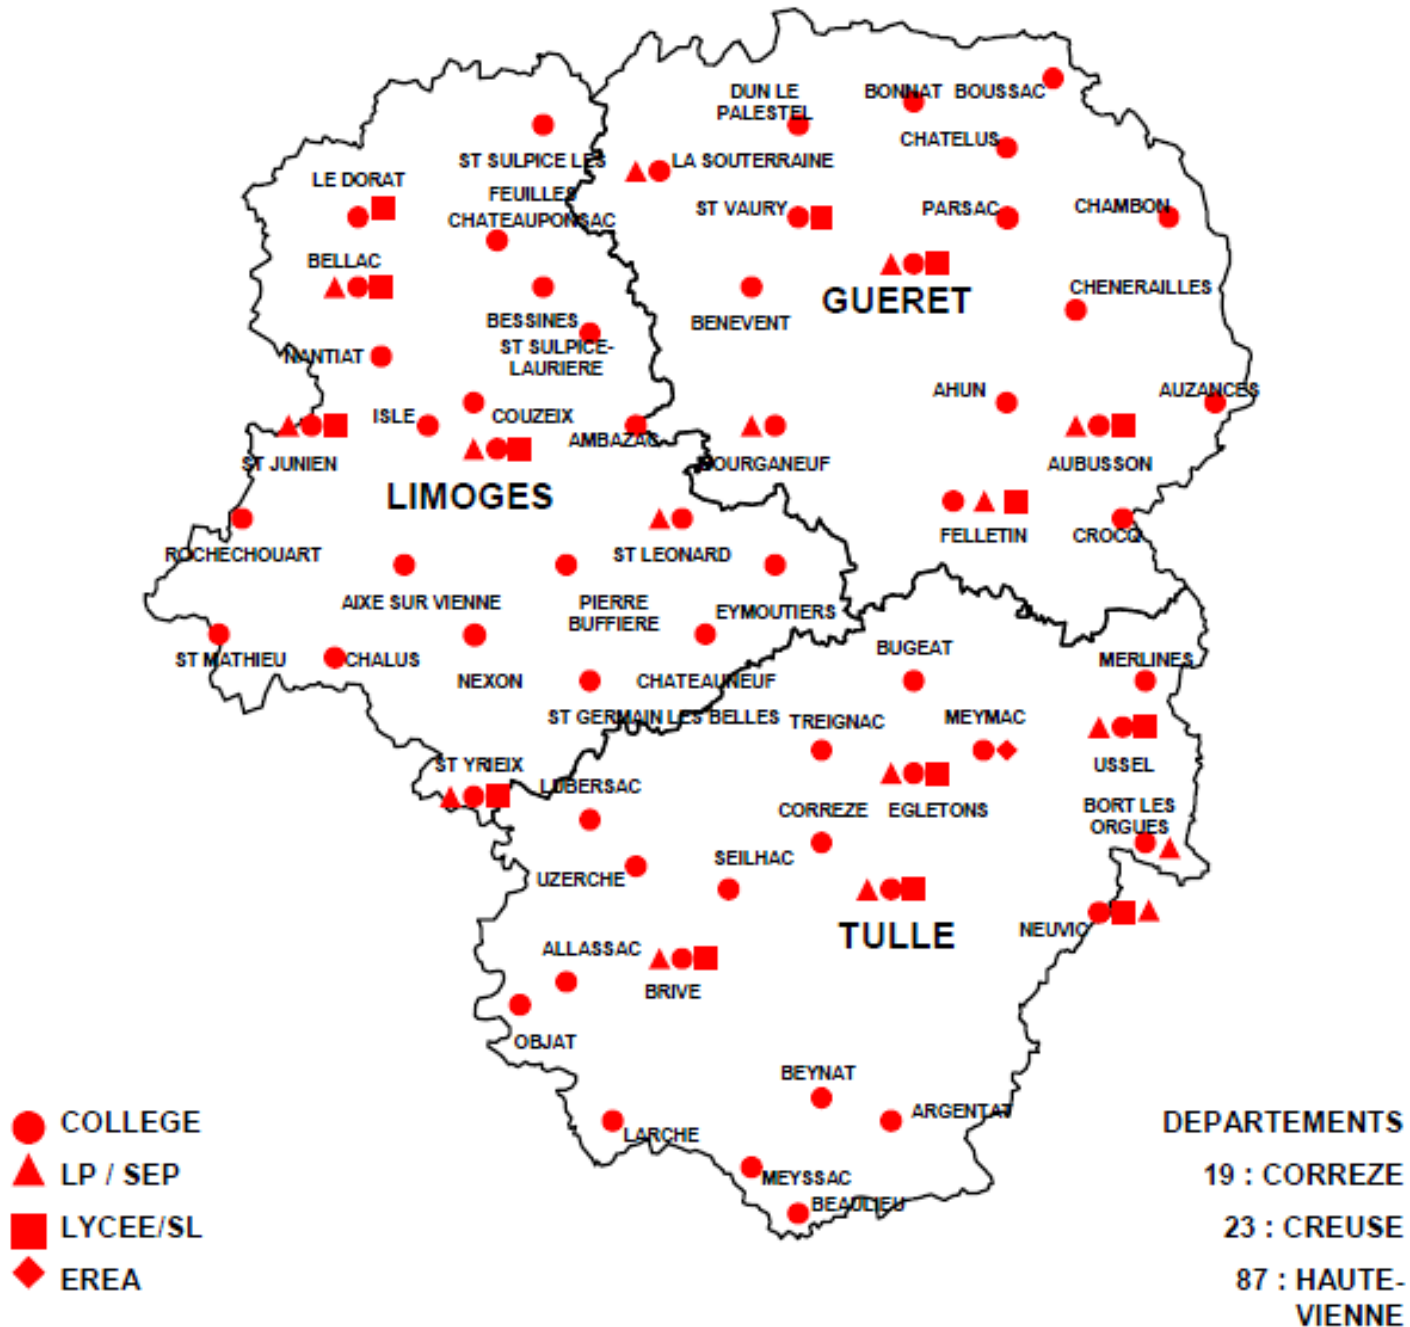 DUN LE
PALESTEL
BONNAT
BOUSSAC
CHATELUS
ST SULPICE LES
FEUILLES
LA SOUTERRAINE
LE DORAT
CHATEAUPONSAC
ST VAURY
PARSAC
CHAMBON
BELLAC
GUERET
CHENERAILLES
BESSINES
BENEVENT
ST SULPICE-
LAURIERE
NANTIAT
AHUN
AUZANCES
ISLE
COUZEIX
AMBAZAC
ST JUNIEN
BOURGANEUF
AUBUSSON
LIMOGES
FELLETIN
CROCQ
ROCHECHOUART
ST LEONARD
AIXE SUR VIENNE
PIERRE
BUFFIERE
EYMOUTIERS
ST MATHIEU
CHALUS
NEXON
CHATEAUNEUF
BUGEAT
MERLINES
ST GERMAIN LES BELLES
TREIGNAC
MEYMAC
ST YRIEIX
USSEL
LUBERSAC
CORREZE
EGLETONS
BORT LES
ORGUES
SEILHAC
UZERCHE
TULLE
NEUVIC
ALLASSAC
BRIVE
OBJAT
BEYNAT
ARGENTAT
LARCHE
MEYSSAC
BEAULIEU
COLLEGE
LP / SEP
LYCEE/SL
EREA
DEPARTEMENTS
19 : CORREZE
23 : CREUSE
87 : HAUTE-
VIENNE